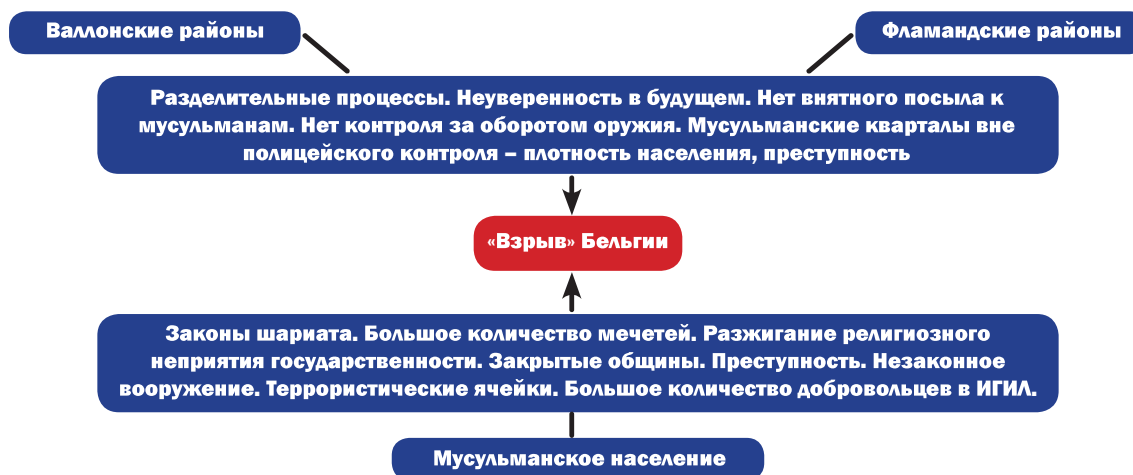 Валлонские районы
Фламандские районы
Разделительные процессы. Неуверенность в будущем. Нет внятного посыла к
мусульманам. Нет контроля за оборотом оружия. Мусульманские кварталы вне
полицейского контроля – плотность населения, преступность
«Взрыв» Бельгии
Законы шариата. Большое количество мечетей. Разжигание религиозного
неприятия государственности. Закрытые общины. Преступность. Незаконное
вооружение. Террористические ячейки. Большое количество добровольцев в ИГИЛ.
Мусульманское население